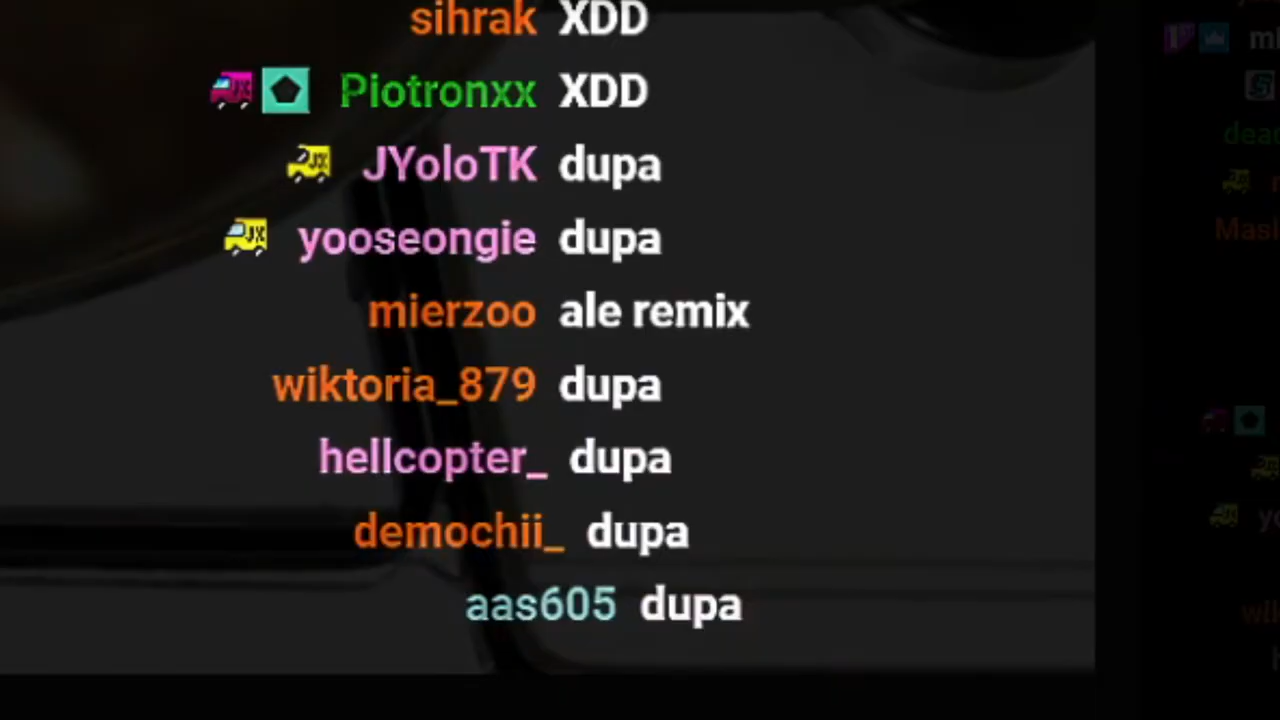 sihrak XDD
Piotronxx XDD
JYoloTK dupa
yooseongie dupa
mierzoo ale remix
wiktoria_879 dupa
hellcopter_ dupa
demochii_ dupa
aas605 dupa